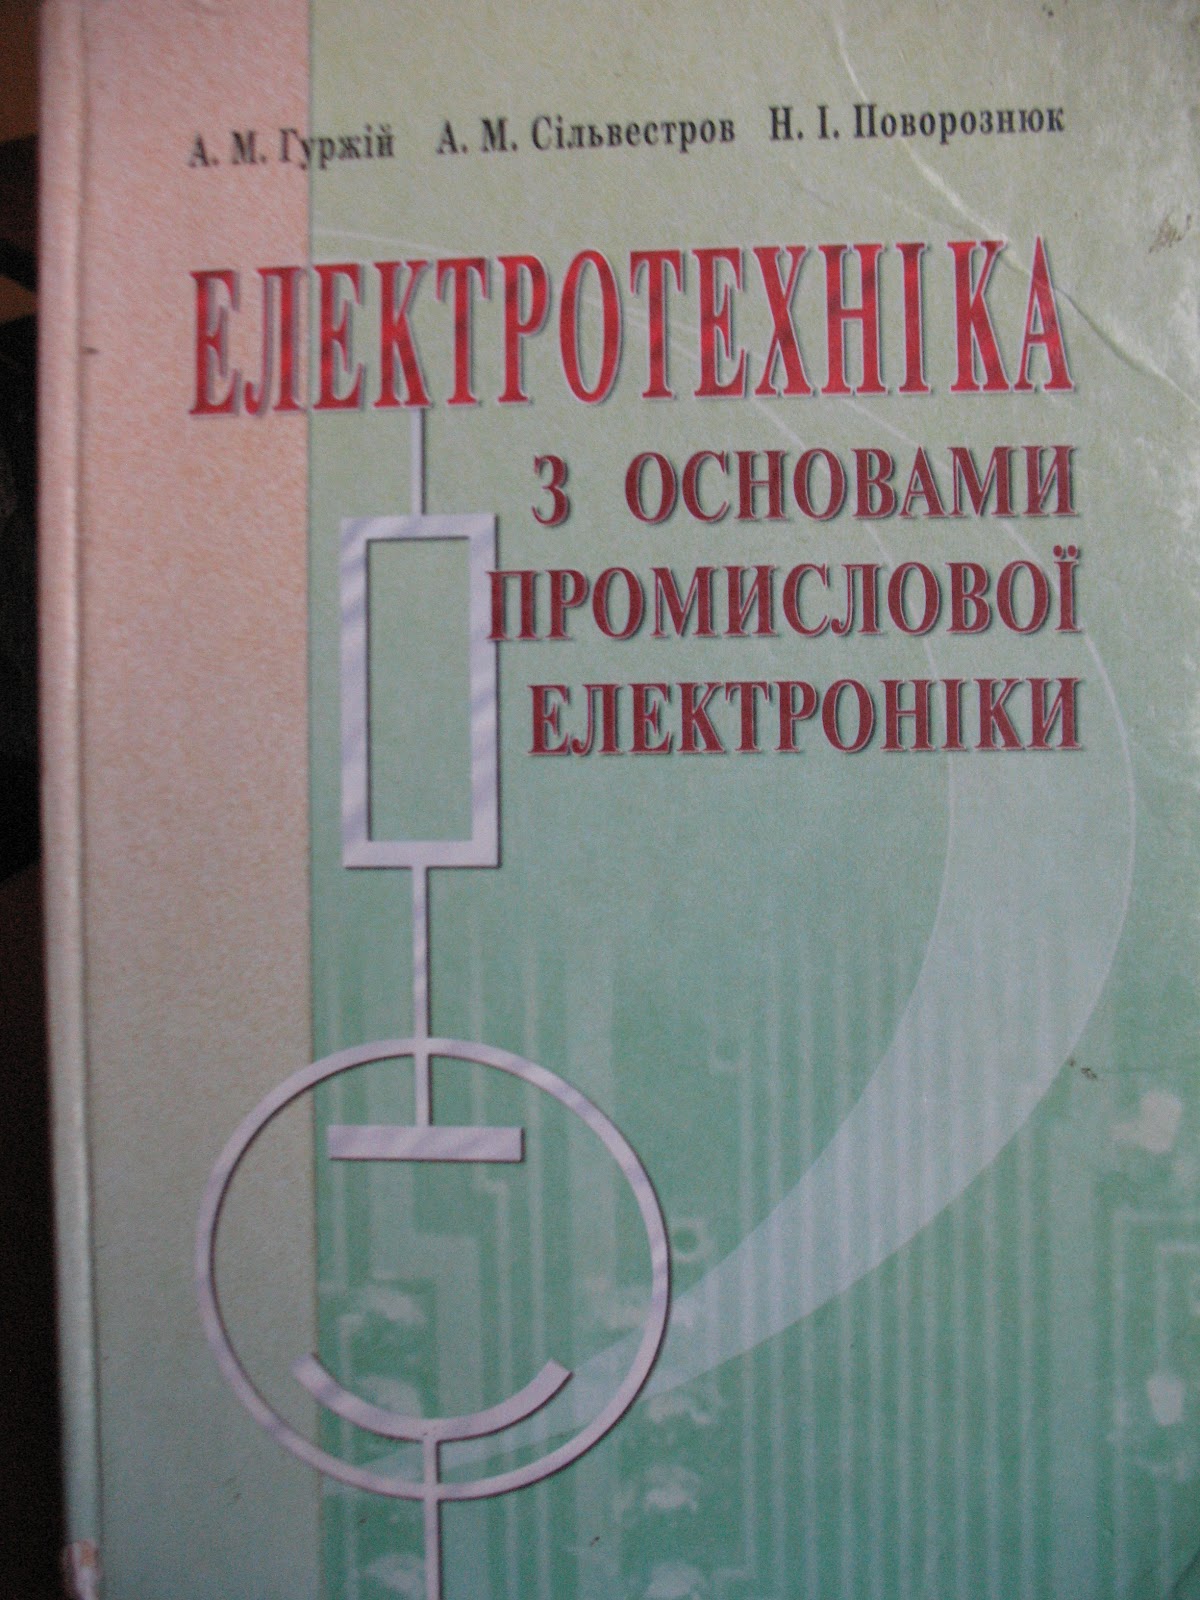 А. М. Гуржій А. М. Сільвестров Н. І. Поворознюк
ЕЛЕКТРОТЕХНІКА
З ОСНОВАМИ
ПРОМИСЛОВОЇ
ЕЛЕКТРОНІКИ